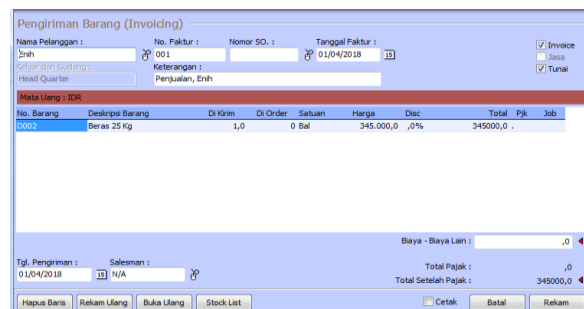 Pengiriman Barang (Invoicing)
Nama Pelanggan : No. Faktur : Nomor SO. : Tanggal Faktur :
Enih 001 01/04/2018 15 Invoice
Keluar dari Gudang : Keterangan : Jasa
Head Quarter Penjualan, Enih Tunai
Mata Uang : IDR
No. Barang Deskripsi Barang Di Kirim Di Order Satuan Harga Disc Total Pjk Job
D002 Beras 25 Kg 1,0 0 Bal 345.000,0 ,0% 345000,0 .
Biaya - Biaya Lain : ,0
Tgl. Pengiriman : Salesman : Total Pajak : ,0
01/04/2018 15 N/A Total Setelah Pajak : 345000,0
Hapus Baris Rekam Ulang Buka Ulang Stock List Cetak Batal Rekam